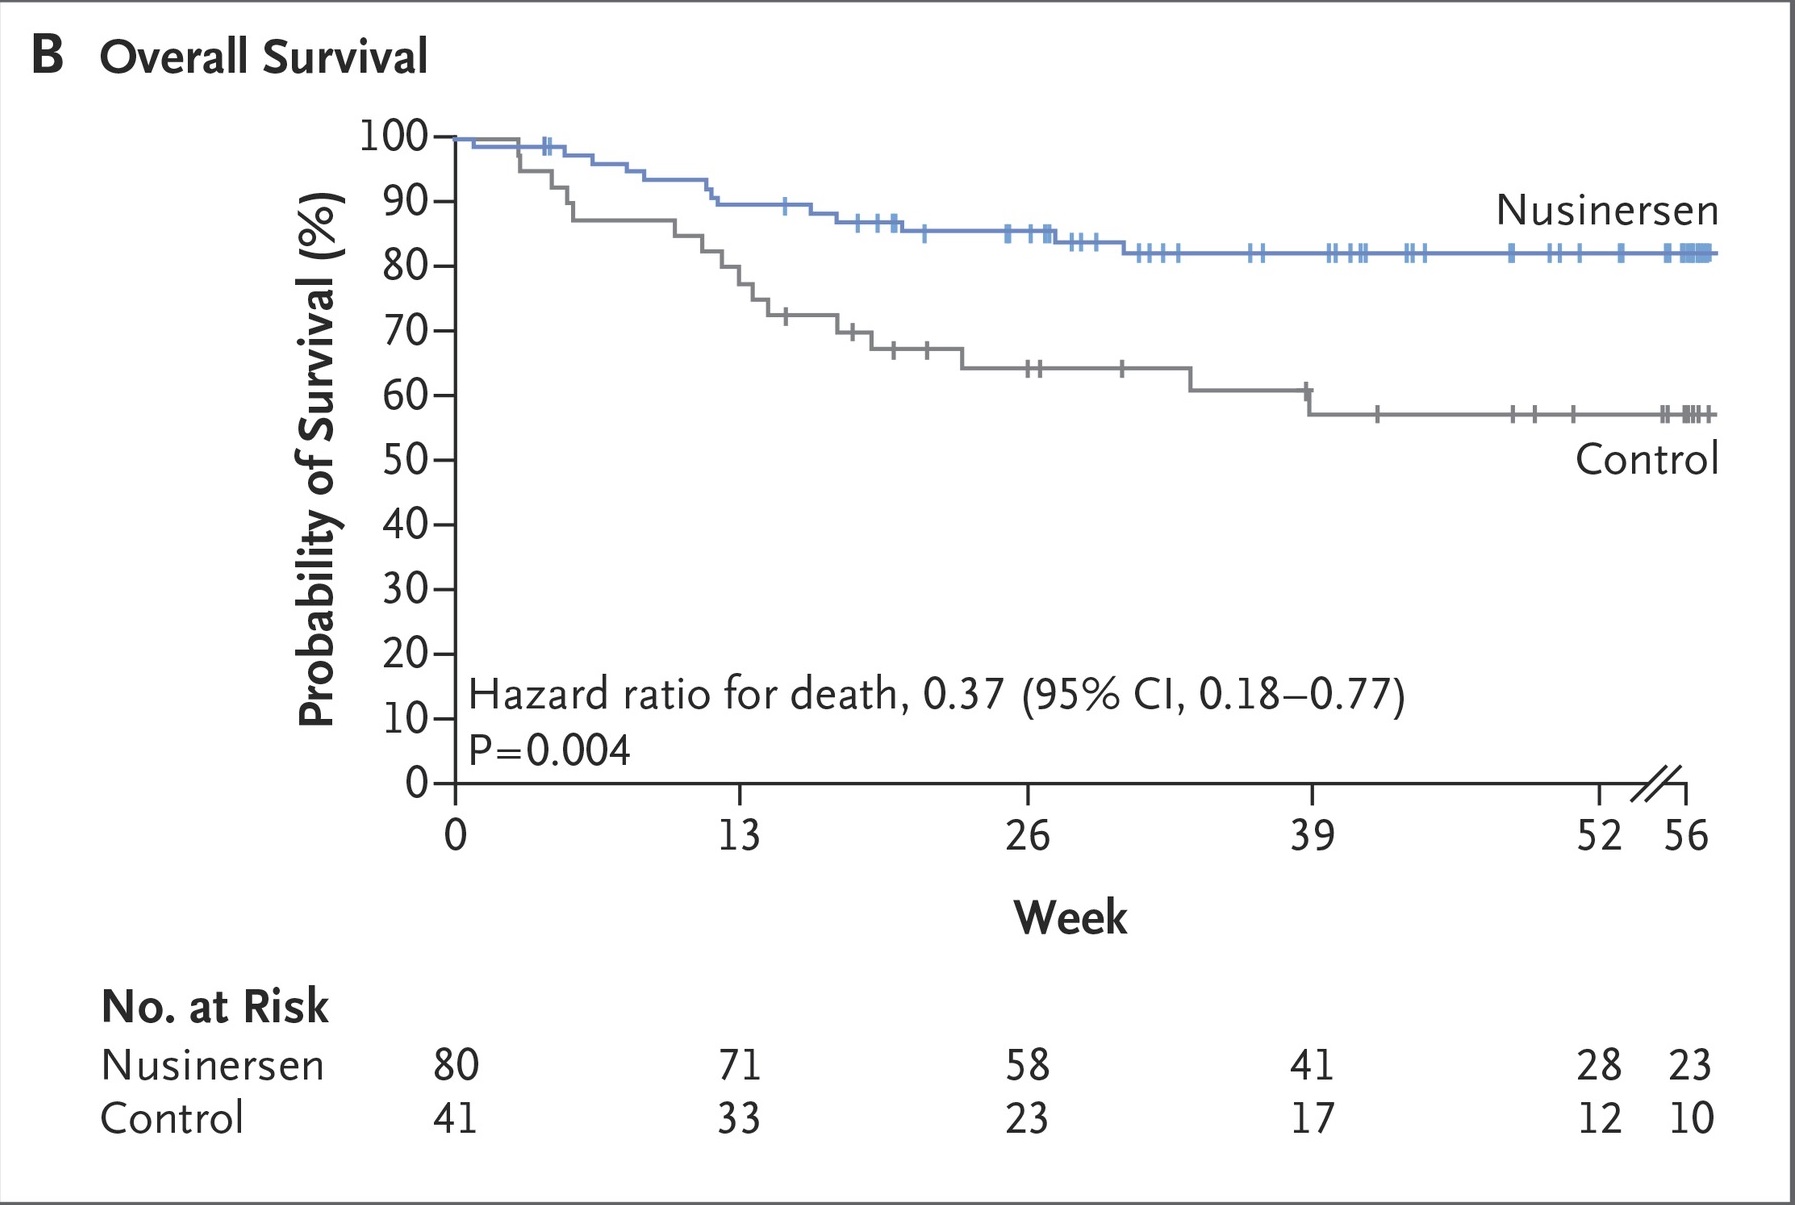 B Overall Survival
Probability of Survival (%)
100
90
80
70
60
50
40
30
20
10
0
Nusinersen
Control
Hazard ratio for death, 0.37 (95% CI, 0.18–0.77)
P=0.004
0 13 26 39 52 56
Week
No. at Risk
Nusinersen 80 71 58 41 28 23
Control 41 33 23 17 12 10